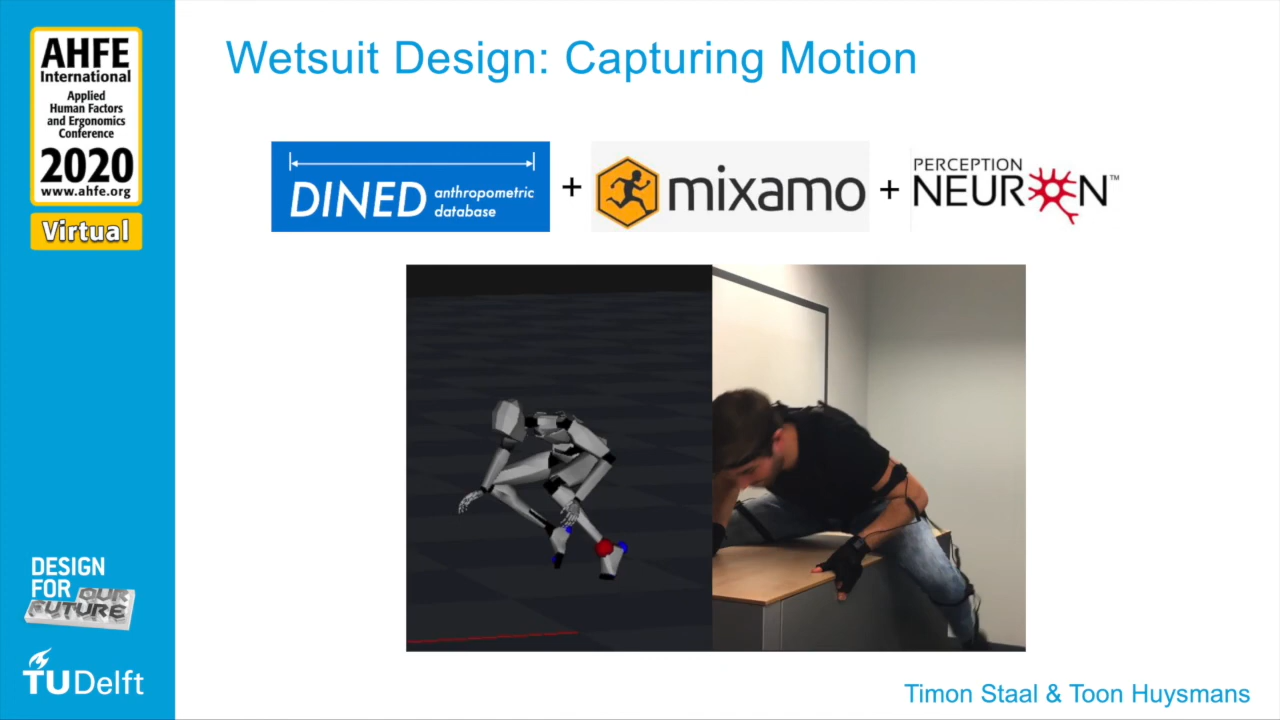 AHFE
International
Applied
Human Factors
and Ergonomics
Conference
2020
www.ahfe.org
Virtual
Wetsuit Design: Capturing Motion
DINED anthropometric
database
+
mixamo
+
PERCEPTION
NEURON™
DESIGN
FOR OUR
FUTURE
TUDelft
Timon Staal & Toon Huysmans